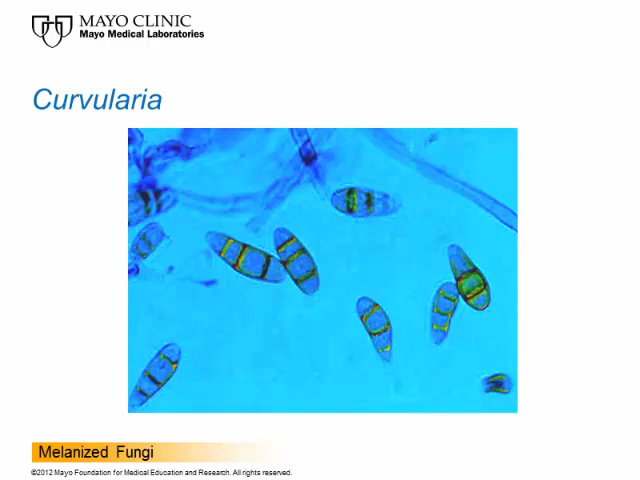 MAYO CLINIC
Mayo Medical Laboratories
Curvularia
Melanized Fungi
©2012 Mayo Foundation for Medical Education and Research. All rights reserved.